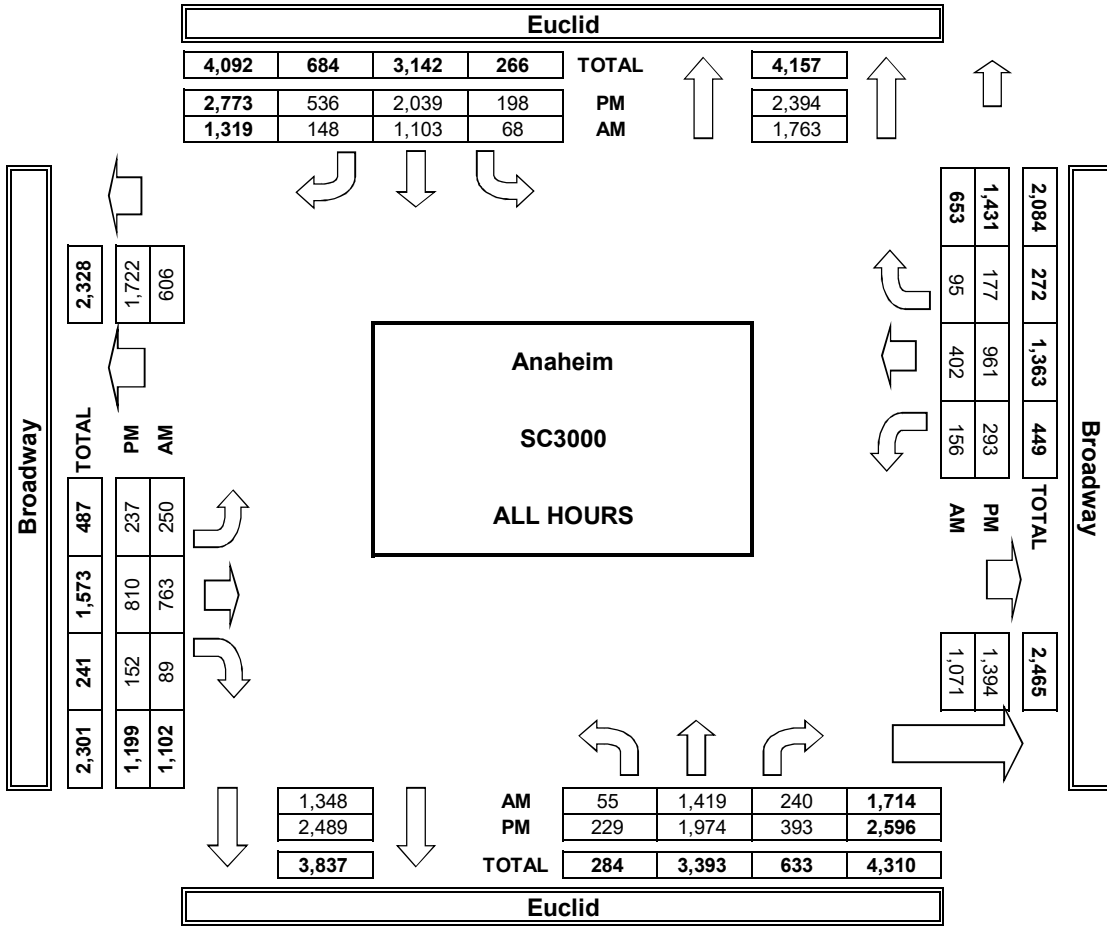 Euclid
4,092 684 3,142 266 TOTAL 4,157
2,773 536 2,039 198 PM 2,394
1,319 148 1,103 68 AM 1,763
Broadway
2,328 1,722 606
TOTAL PM AM
487 237 250
1,573 810 763
241 152 89
2,301 1,199 1,102
Anaheim
SC3000
ALL HOURS
653 1,431 2,084
95 177 272
402 961 1,363
156 293 449
AM PM TOTAL
1,071 1,394 2,465
Broadway
1,348 AM 55 1,419 240 1,714
2,489 PM 229 1,974 393 2,596
3,837 TOTAL 284 3,393 633 4,310
Euclid